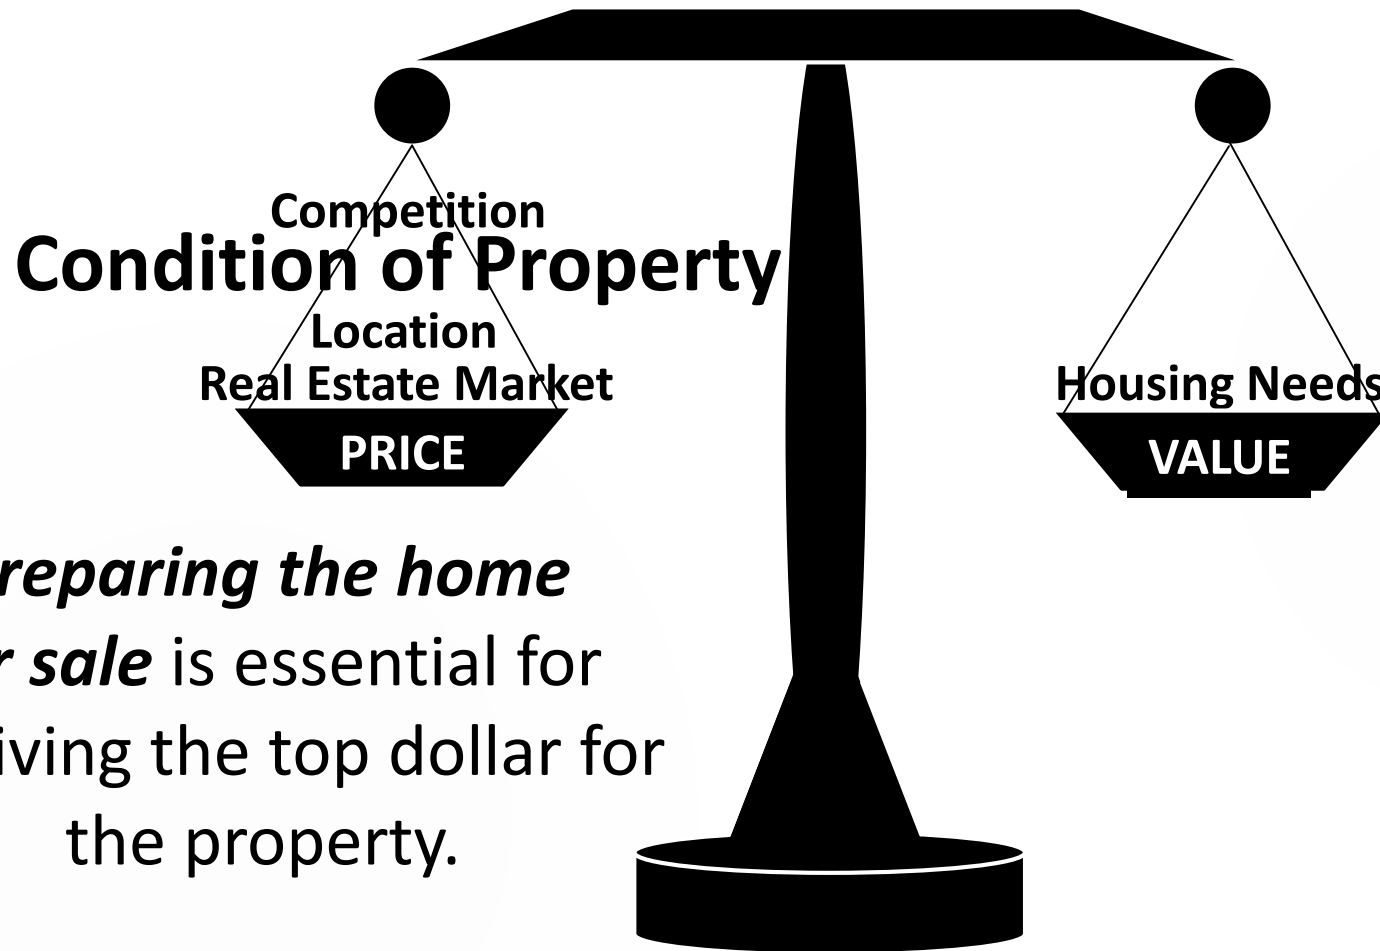 Competition
Condition of Property
Location
Real Estate Market
Housing Needs
PRICE
VALUE
reparing the home
r sale is essential for
iving the top dollar for
the property.